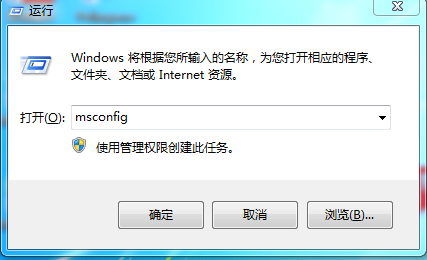 运行
Windows 将根据您所输入的名称，为您打开相应的程序、
文件夹、文档或 Internet 资源。
打开(O): msconfig
使用管理权限创建此任务。
确定 取消 浏览(B)...